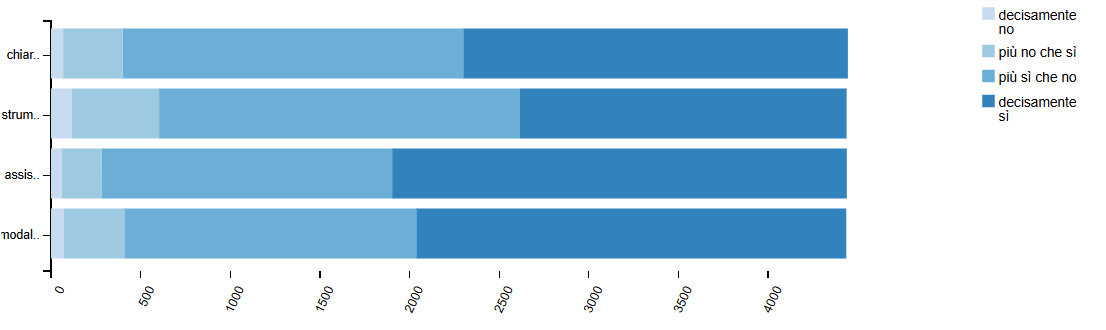 chiar..
strum..
assis..
modal..
0
500
1000
1500
2000
2500
3000
3500
4000
decisamente
no
più no che sì
più sì che no
decisamente
sì